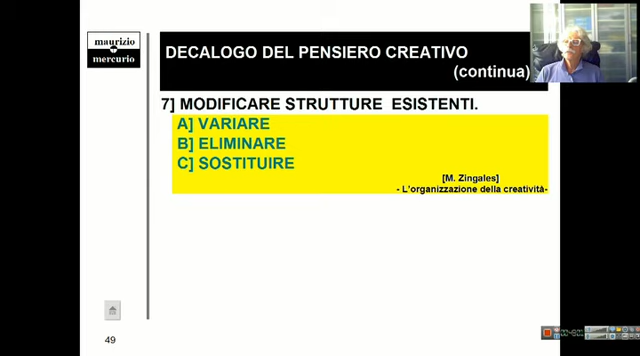 maurizio
mercurio
DECALOGO DEL PENSIERO CREATIVO
(continua)
7] MODIFICARE STRUTTURE ESISTENTI.
A] VARIARE
B] ELIMINARE
C] SOSTITUIRE
[M. Zingales]
- L'organizzazione della creatività-
49